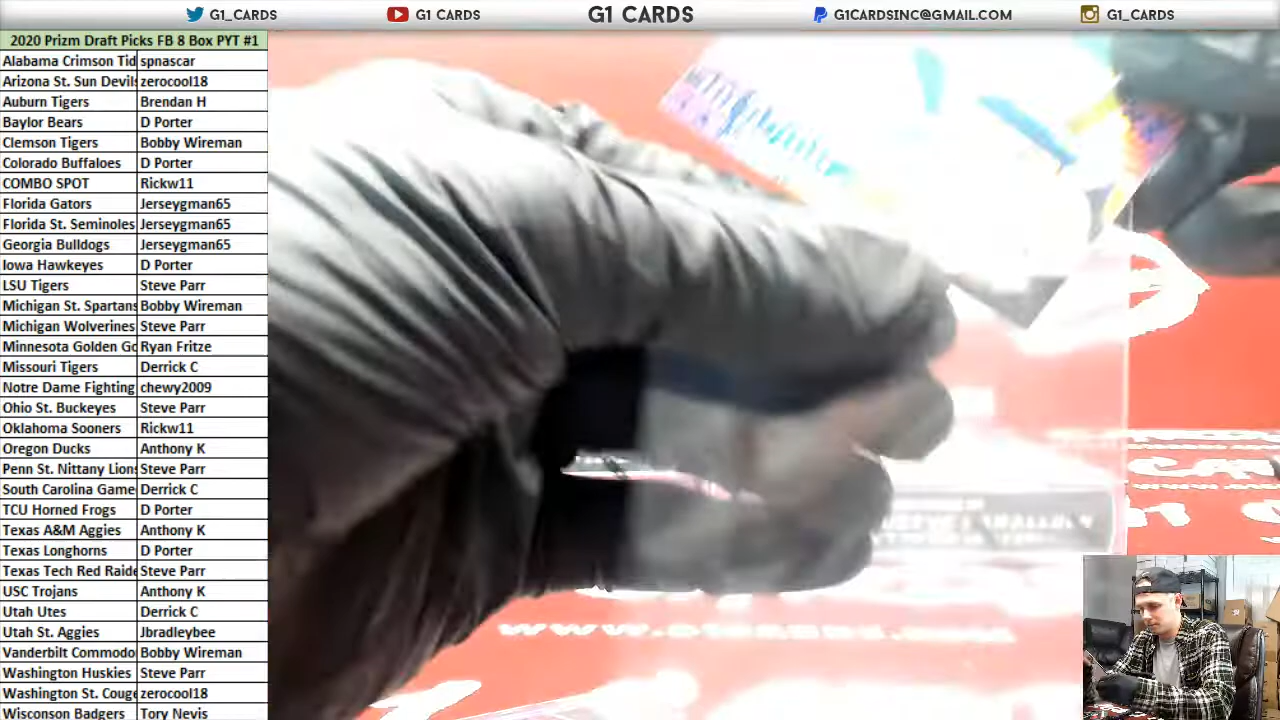 G1_CARDS
G1 CARDS
G1 CARDS
G1CARDSINC@GMAIL.COM
G1_CARDS
2020 Prizm Draft Picks FB 8 Box PYT #1
Alabama Crimson Tid spnascar
Arizona St. Sun Devils zerocool18
Auburn Tigers Brendan H
Baylor Bears D Porter
Clemson Tigers Bobby Wireman
Colorado Buffaloes D Porter
COMBO SPOT Rickw11
Florida Gators Jerseygman65
Florida St. Seminoles Jerseygman65
Georgia Bulldogs Jerseygman65
Iowa Hawkeyes D Porter
LSU Tigers Steve Parr
Michigan St. Spartans Bobby Wireman
Michigan Wolverines Steve Parr
Minnesota Golden Go Ryan Fritze
Missouri Tigers Derrick C
Notre Dame Fighting chewy2009
Ohio St. Buckeyes Steve Parr
Oklahoma Sooners Rickw11
Oregon Ducks Anthony K
Penn St. Nittany Lions Steve Parr
South Carolina Game Derrick C
TCU Horned Frogs D Porter
Texas A&M Aggies Anthony K
Texas Longhorns D Porter
Texas Tech Red Raide Steve Parr
USC Trojans Anthony K
Utah Utes Derrick C
Utah St. Aggies Jbradleybee
Vanderbilt Commodo Bobby Wireman
Washington Huskies Steve Parr
Washington St. Couge zerocool18
Wisconson Badgers Tory Nevis